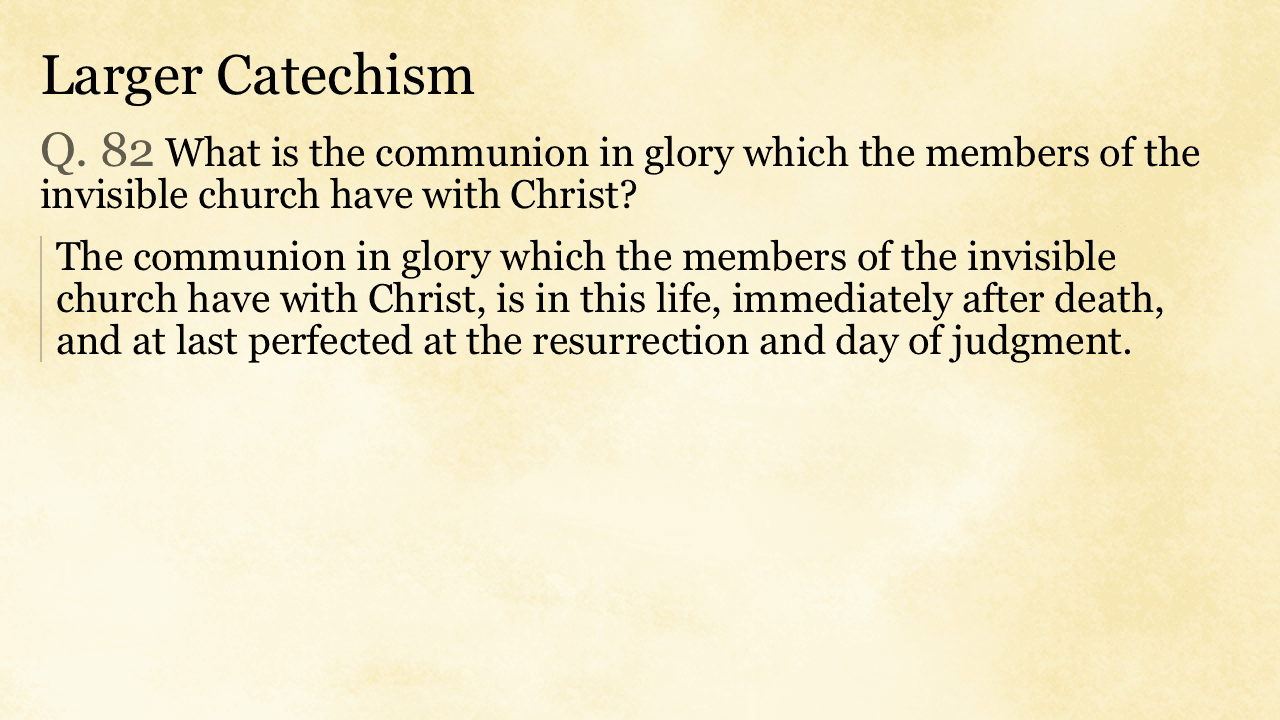 Larger Catechism
Q. 82 What is the communion in glory which the members of the
invisible church have with Christ?
The communion in glory which the members of the invisible
church have with Christ, is in this life, immediately after death,
and at last perfected at the resurrection and day of judgment.